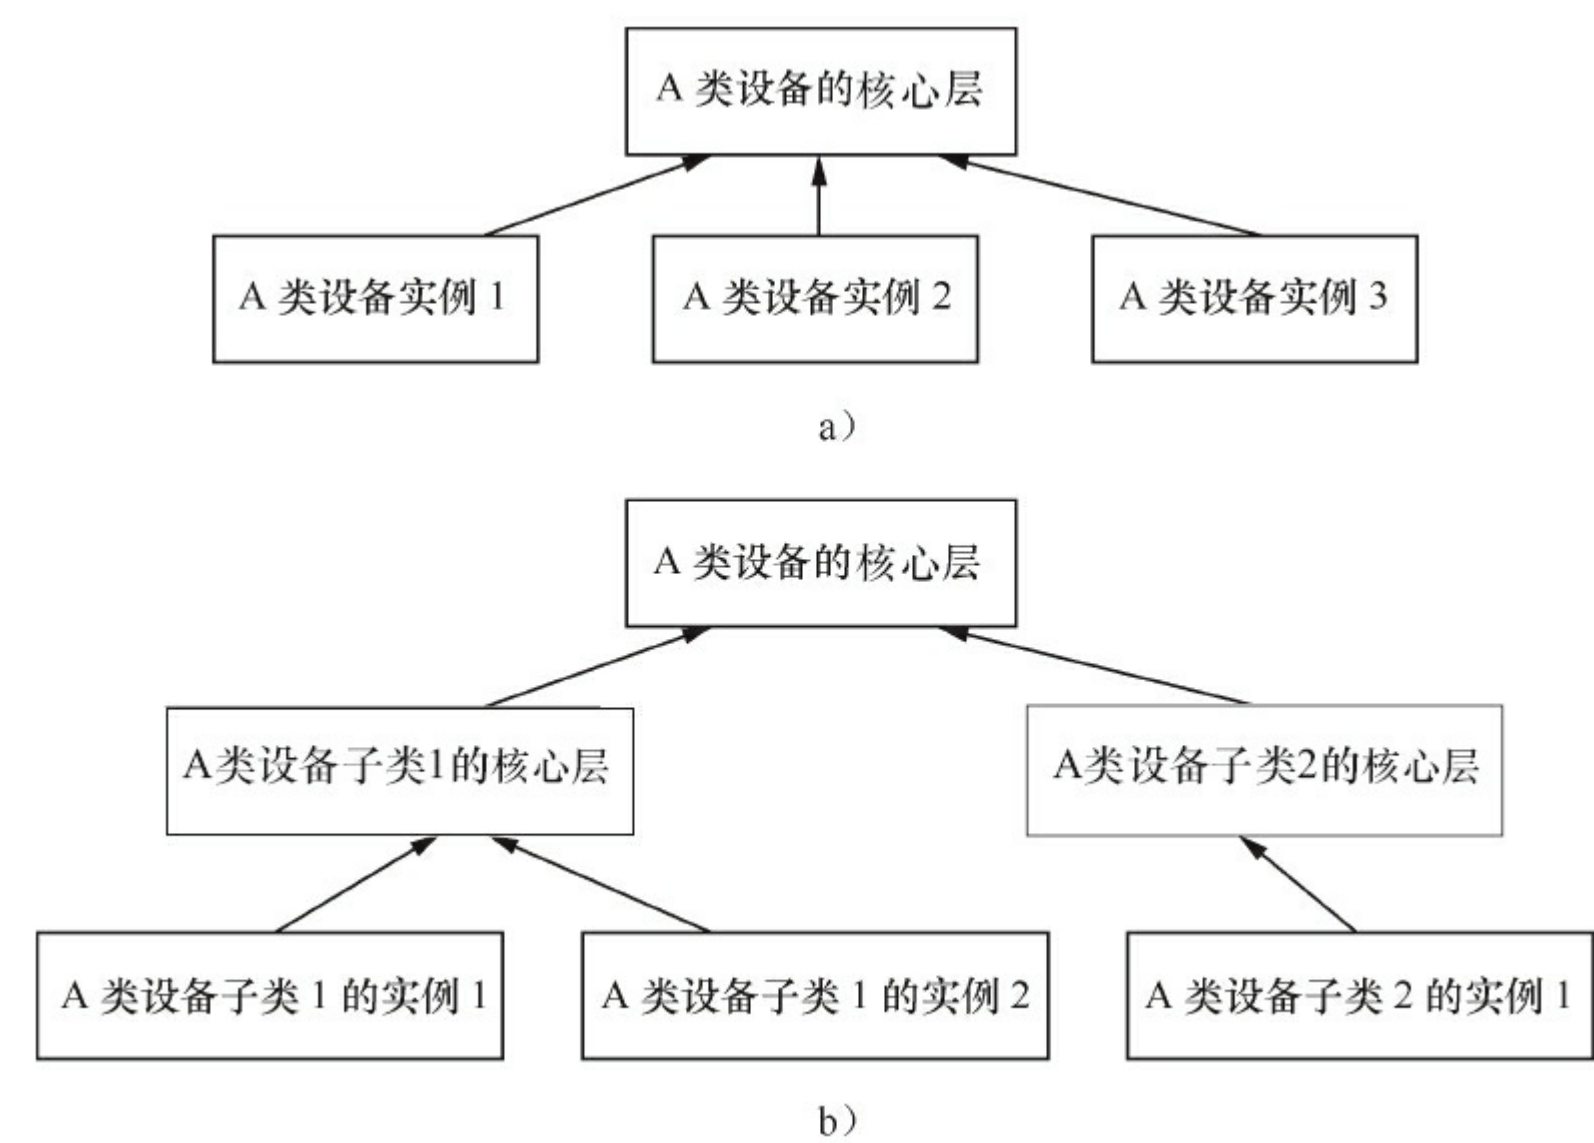 A 类设备的核心层
A 类设备实例 1
A 类设备实例 2
A 类设备实例 3
a）
A 类设备的核心层
A类设备子类1的核心层
A类设备子类2的核心层
A 类设备子类 1 的实例 1
A 类设备子类 1 的实例 2
A 类设备子类 2 的实例 1
b）